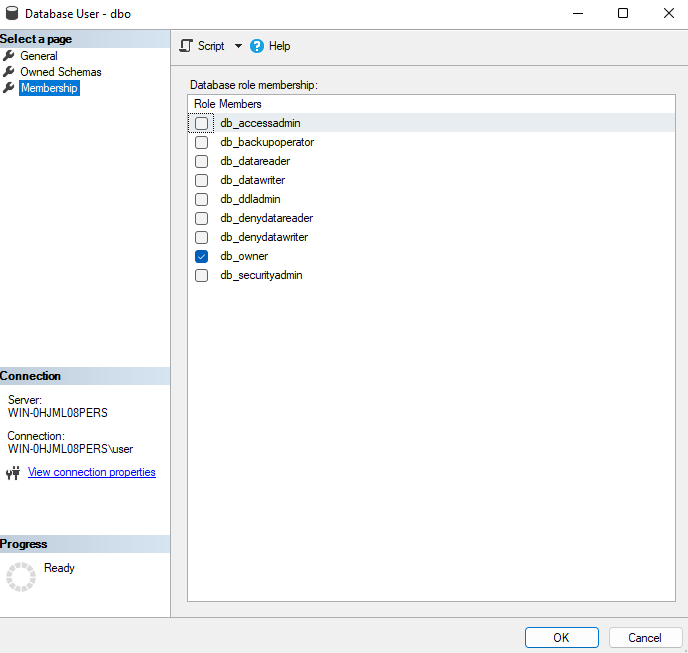 Database User - dbo
Select a page
General
Owned Schemas
Membership
Script
Help
Database role membership:
Role Members
db_accessadmin
db_backupoperator
db_datareader
db_datawriter
db_ddladmin
db_denydatareader
db_denydatawriter
db_owner
db_securityadmin
Connection
Server:
WIN-0HJML08PERS
Connection:
WIN-0HJML08PERS\user
View connection properties
Progress
Ready
OK
Cancel